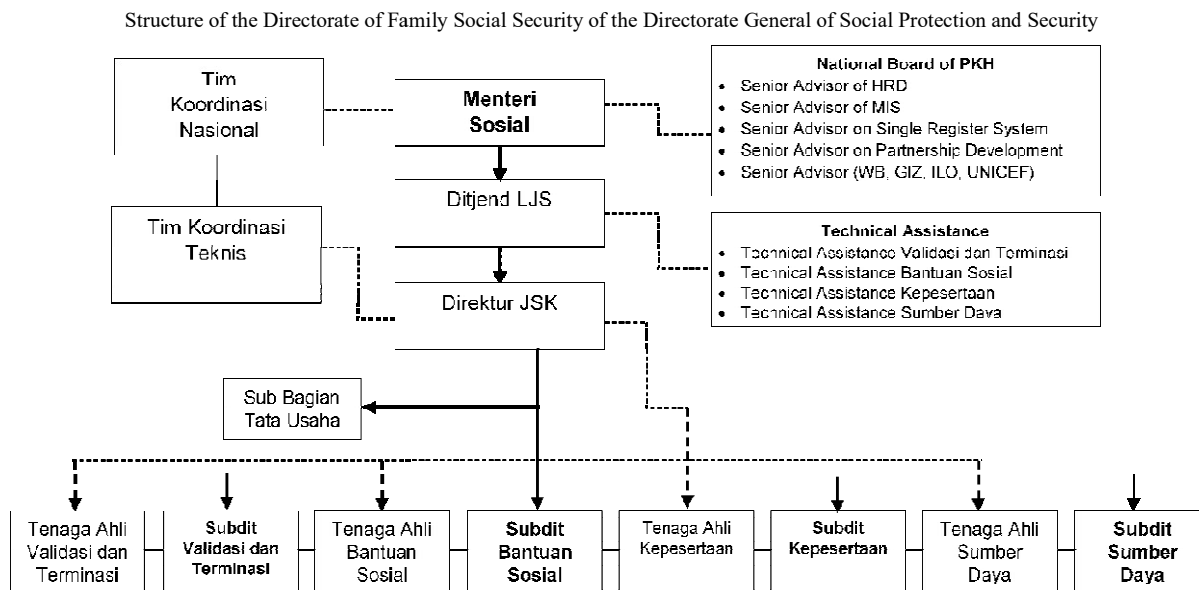 Structure of the Directorate of Family Social Security of the Directorate General of Social Protection and Security
Tim
Koordinasi
Nasional
Menteri
Sosial
National Board of PKH
• Senior Advisor of HRD
• Senior Advisor of MIS
• Senior Advisor on Single Register System
• Senior Advisor on Partnership Development
• Senior Advisor (WB, GIZ, ILO, UNICEF)
Ditjend LJS
Tim Koordinasi
Teknis
Technical Assistance
• Technical Assistance Validasi dan Terminasi
• Technical Assistance Bantuan Sosial
• Technical Assistance Kepesertaan
• Technical Assistance Sumber Daya
Direktur JSK
Sub Bagian
Tata Usaha
Tenaga Ahli
Validasi dan
Terminasi
Subdit
Validasi dan
Terminasi
Tenaga Ahli
Bantuan
Sosial
Subdit
Bantuan
Sosial
Tenaga Ahli
Kepesertaan
Subdit
Kepesertaan
Tenaga Ahli
Sumber
Daya
Subdit
Sumber
Daya